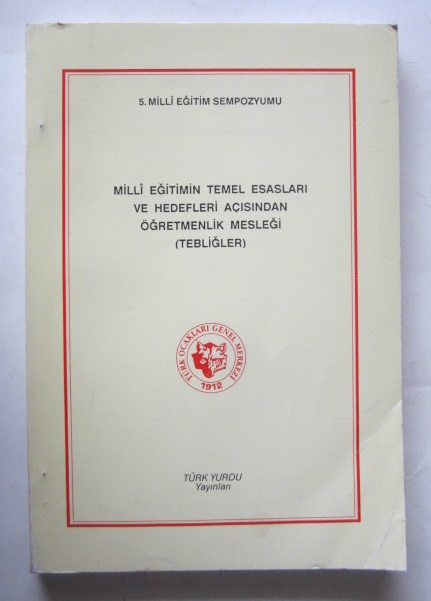 5. MİLLÎ EĞİTİM SEMPOZYUMU
MİLLÎ EĞİTİMİN TEMEL ESASLARI
VE HEDEFLERİ AÇISINDAN
ÖĞRETMENLİK MESLEĞİ
(TEBLİĞLER)
TÜRK OCAKLARI GENEL MERKEZİ
1912
TÜRK YURDU
Yayınları